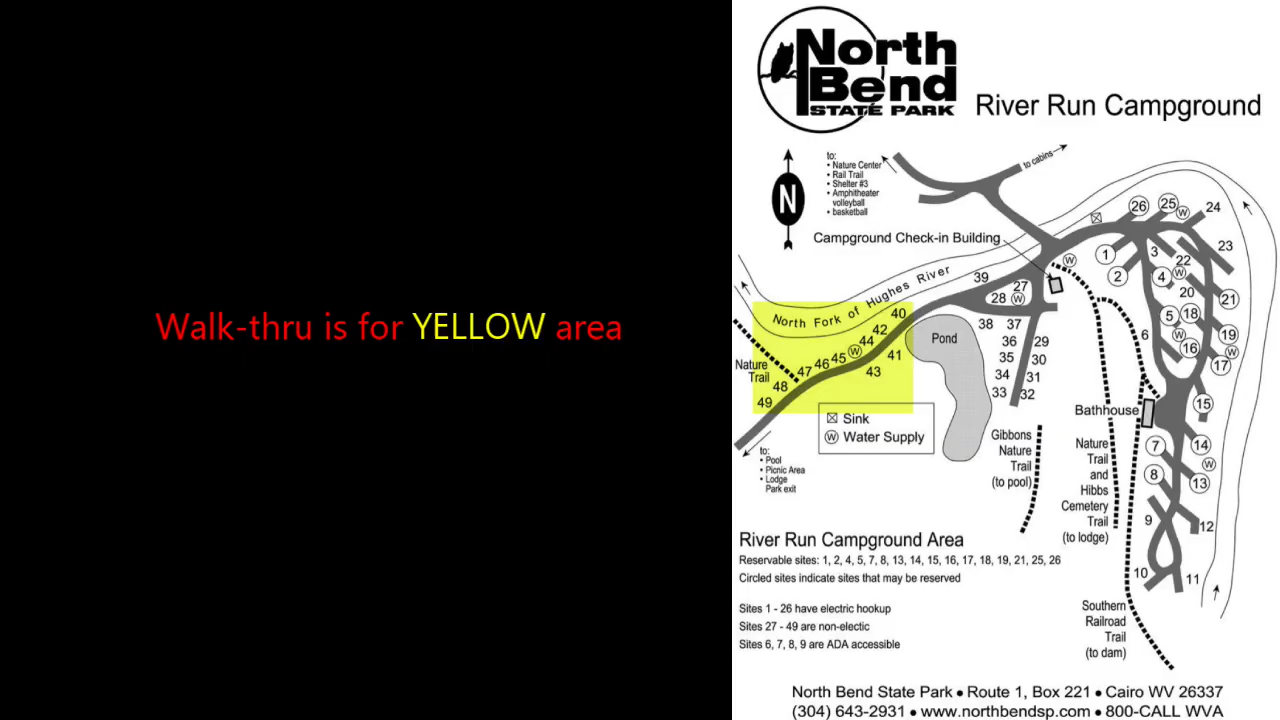 Walk-thru is for YELLOW area
North
Bend
STATE PARK
River Run Campground
N
to:
• Nature Center
• Rail Trail
• Shelter #3
• Amphitheater
volleyball
• basketball
to cabins
Campground Check-in Building
North Fork of Hughes River
26
25
W
24
23
1
2
3
4
W
22
20
21
5
18
W
19
16
W
17
6
W
39
27
28
W
40
42
44
W
45
46
47
48
49
41
43
Pond
38
37
36
35
34
33
29
30
31
32
Nature
Trail
Sink
W Water Supply
to:
• Pool
• Picnic Area
• Lodge
Park exit
Gibbons
Nature
Trail
(to pool)
Bathhouse
15
14
W
13
7
8
9
12
10
11
Nature
Trail
and
Hibbs
Cemetery
Trail
(to lodge)
Southern
Railroad
Trail
(to dam)
River Run Campground Area
Reservable sites: 1, 2, 4, 5, 7, 8, 13, 14, 15, 16, 17, 18, 19, 21, 25, 26
Circled sites indicate sites that may be reserved
Sites 1 - 26 have electric hookup
Sites 27 - 49 are non-electic
Sites 6, 7, 8, 9 are ADA accessible
North Bend State Park • Route 1, Box 221 • Cairo WV 26337
(304) 643-2931 • www.northbendsp.com • 800-CALL WVA